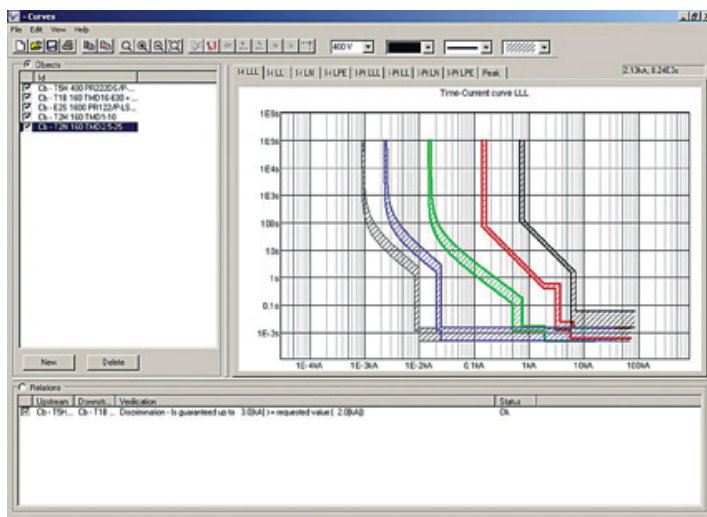 - Curves
File Edit View Help
400 V
Objects
Id
Cb - T5H 400 PR222DS/P-...
Cb - T1B 160 TMD16-630 + ...
Cb - E2S 1600 PR122/P-LS...
Cb - T2H 160 TMD1-10
Cb - T2N 160 TMD2.5-25
New Delete
I-t LLL I-t LL I-t LN I-t LPE I-I²t LLL I-I²t LL I-I²t LN I-I²t LPE Peak
2.13kA; 8.24E3s
Time-Current curve LLL
1E6s
1E5s
1E3s
100s
10s
1s
0.1s
1E-2s
1E-4kA 1E-3kA 1E-2kA 0.1kA 1kA 10kA 100kA
Relations
Upstream Downstr... Verification Status
Cb - T5H... Cb - T1B ... Discrimination - Is guaranteed up to 3.0[kA] >= requested value ( 2.0[kA]) Ok